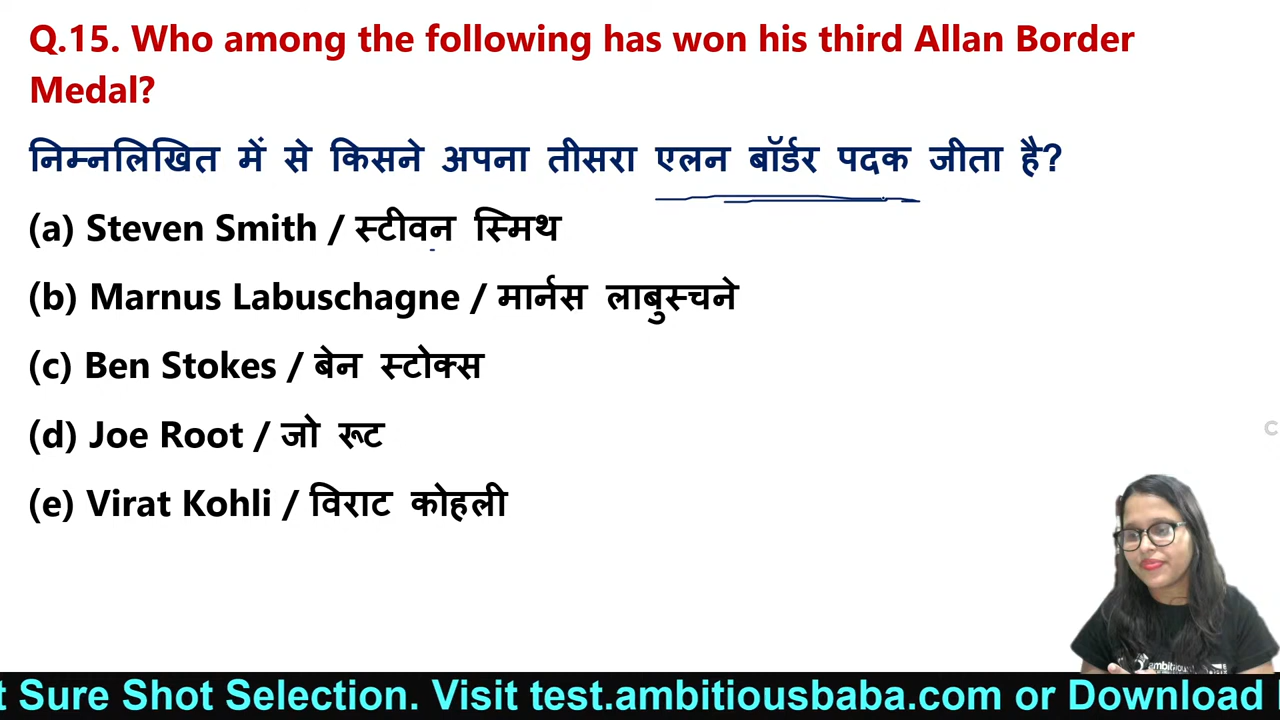 Q.15. Who among the following has won his third Allan Border
Medal?
निम्नलिखित में से किसने अपना तीसरा एलन बॉर्डर पदक जीता है?
(a) Steven Smith / स्टीवन स्मिथ
(b) Marnus Labuschagne / मार्नस लाबुस्चने
(c) Ben Stokes / बेन स्टोक्स
(d) Joe Root / जो रूट
(e) Virat Kohli / विराट कोहली
C
t Sure Shot Selection. Visit test.ambitiousbaba.com or Download